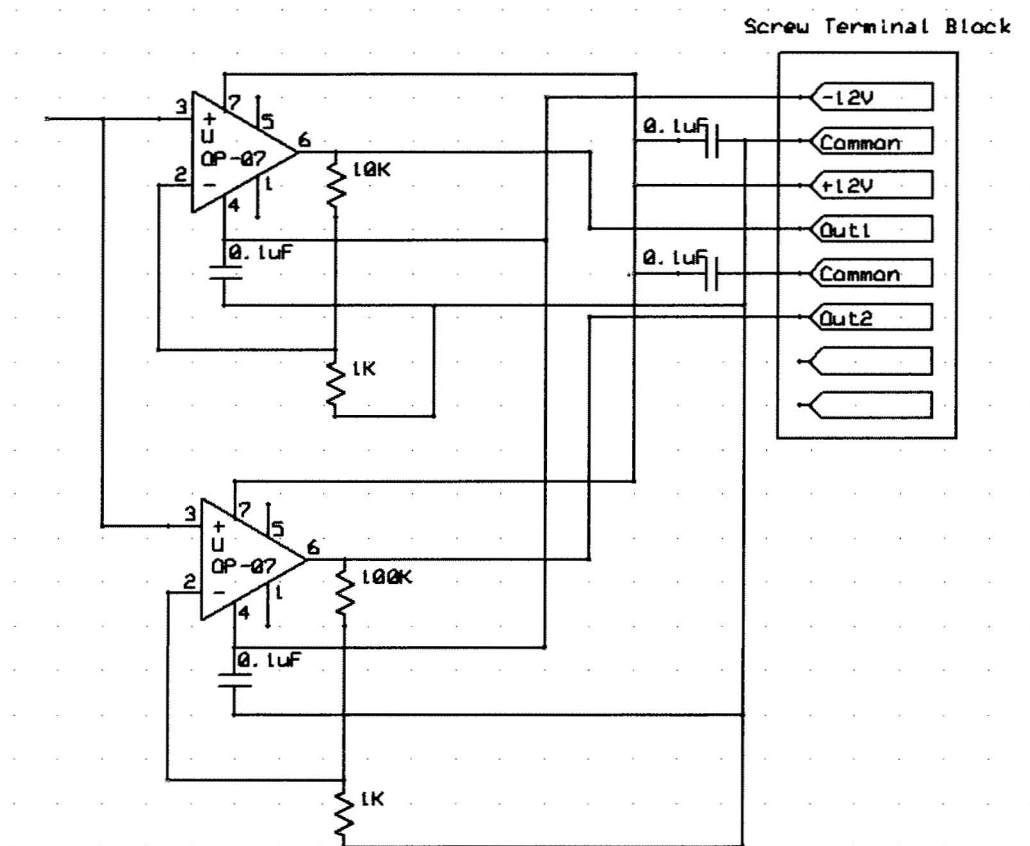 Screw Terminal Block
-12V
Common
+12V
Out1
Common
Out2
0.1uF
0.1uF
3
+
7
5
U
OP-07
6
2
-
4
1
10K
0.1uF
1K
3
+
7
5
U
OP-07
6
2
-
4
1
100K
0.1uF
1K